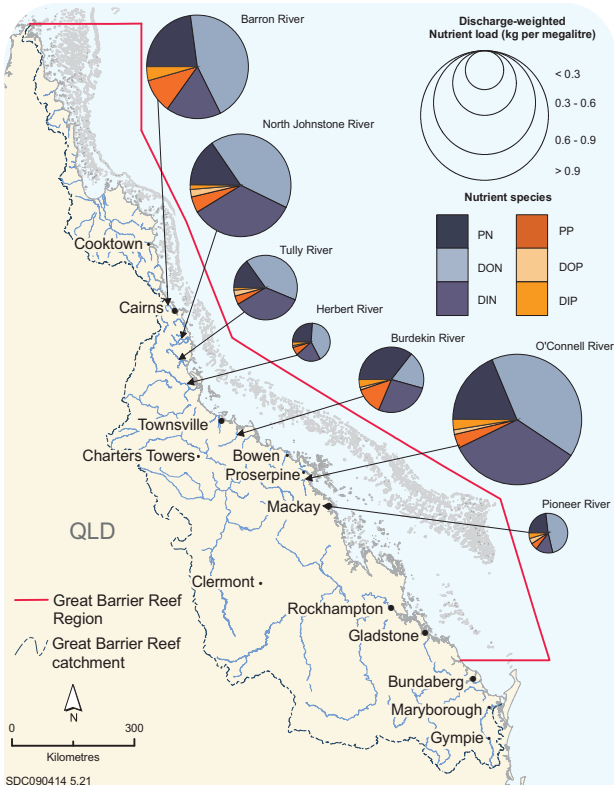 Barron River
Discharge-weighted
Nutrient load (kg per megalitre)
< 0.3
0.3 - 0.6
0.6 - 0.9
> 0.9
North Johnstone River
Nutrient species
PN
PP
DON
DOP
DIN
DIP
Cooktown
Tully River
Cairns
Herbert River
Burdekin River
O'Connell River
Townsville
Charters Towers
Bowen
Proserpine
Pioneer River
Mackay
QLD
Clermont
Great Barrier Reef
Region
Great Barrier Reef
catchment
Rockhampton
Gladstone
Bundaberg
Maryborough
Gympie
N
0
300
Kilometres
SDC090414 5.21